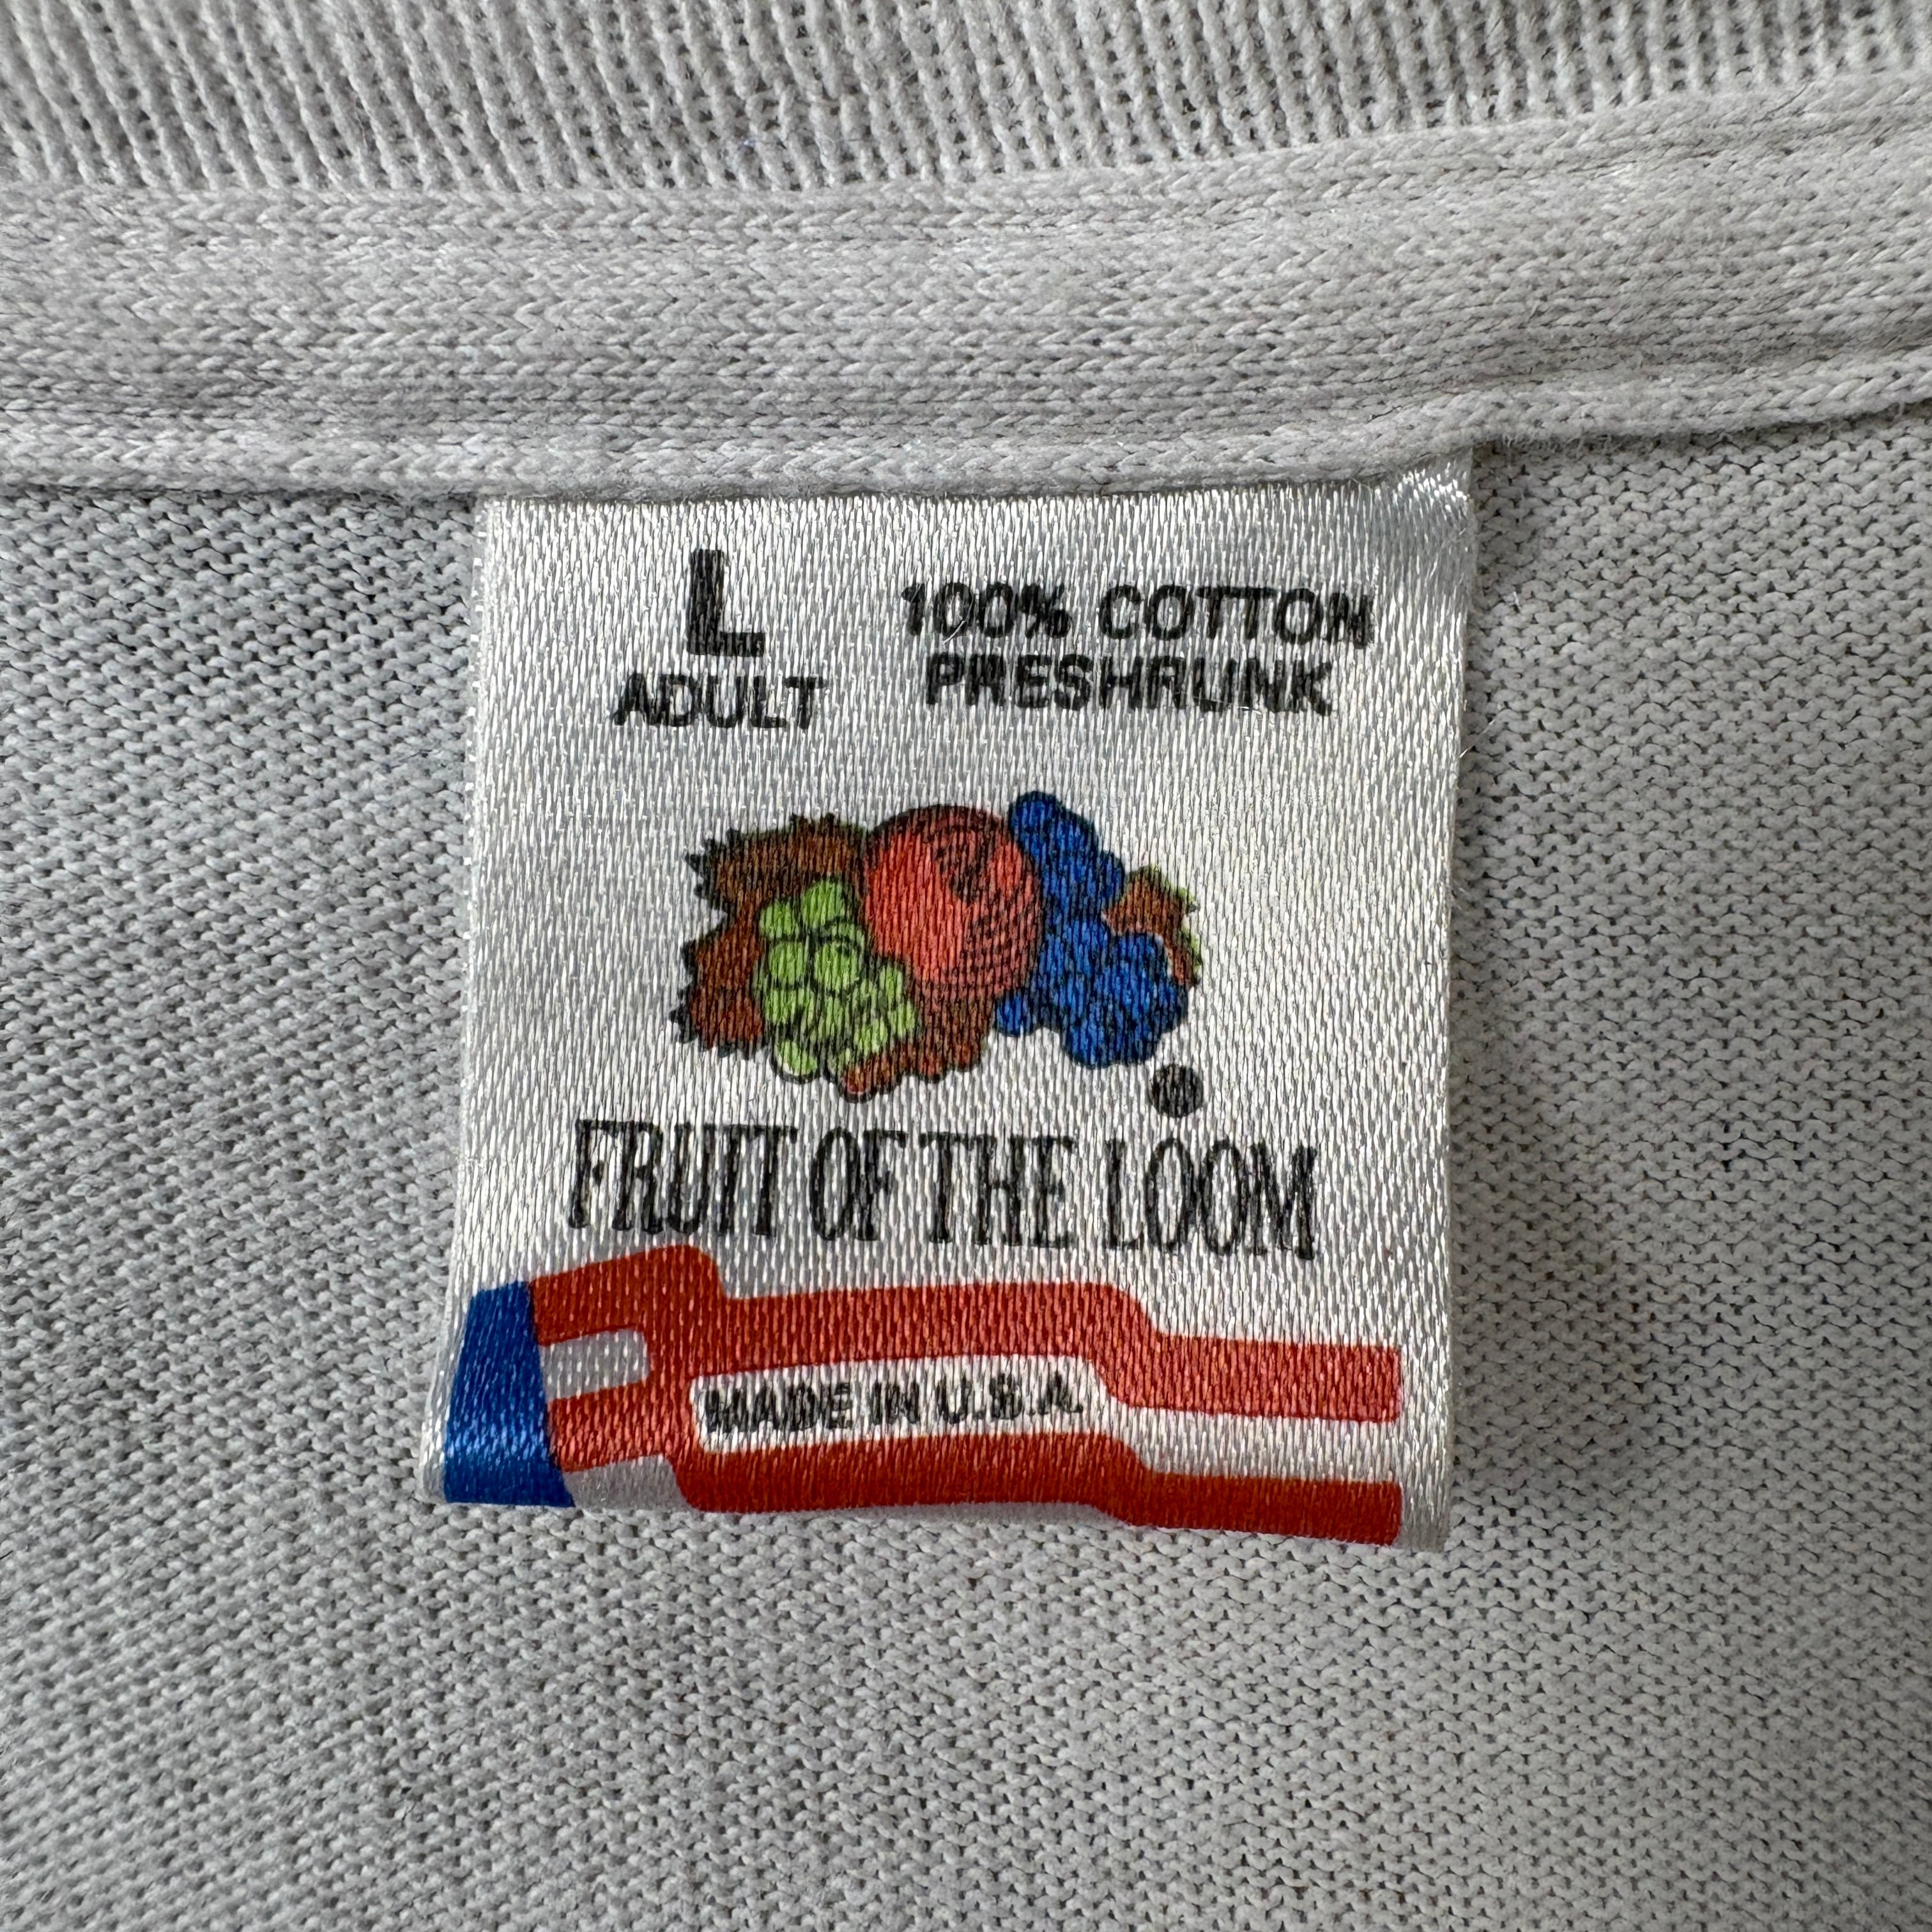 L
ADULT
100% COTTON
PRESHRUNK
FRUIT OF THE LOOM
MADE IN U.S.A.